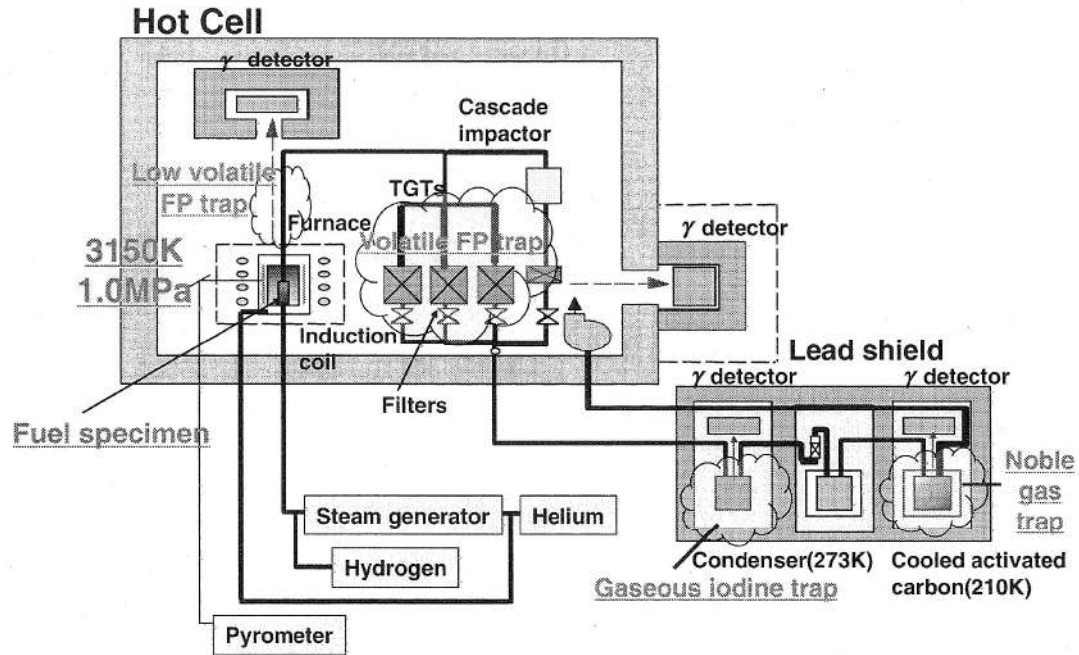 Hot Cell
γ detector
Cascade
impactor
Low volatile
FP trap
TGTs
Furnace
Volatile FP trap
γ detector
3150K
1.0MPa
Induction
coil
Filters
Lead shield
γ detector
γ detector
Fuel specimen
Noble
gas
trap
Steam generator
Helium
Hydrogen
Condenser(273K)
Cooled activated
carbon(210K)
Gaseous iodine trap
Pyrometer